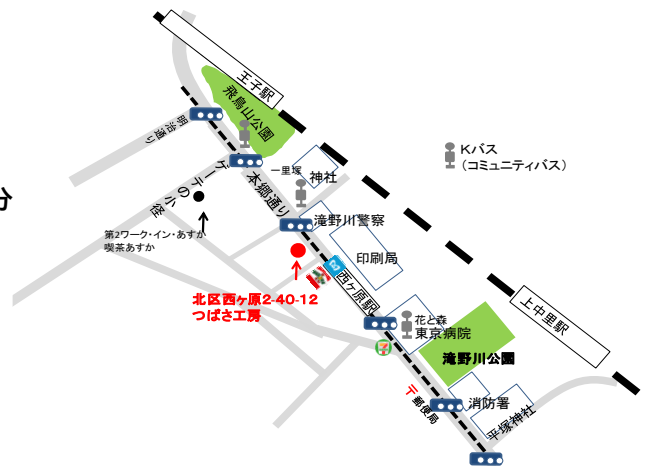 王子駅
飛鳥山公園
明治通り
Kバス
(コミュニティバス)
一里塚
神社
ゲーテの小径
本郷通り
分
滝野川警察
第2ワーク・イン・あすか
喫茶あすか
印刷局
西ヶ原駅
北区西ヶ原2-40-12
つばさ工房
上中里駅
花と森
東京病院
滝野川公園
消防署
〒郵便局
平塚神社